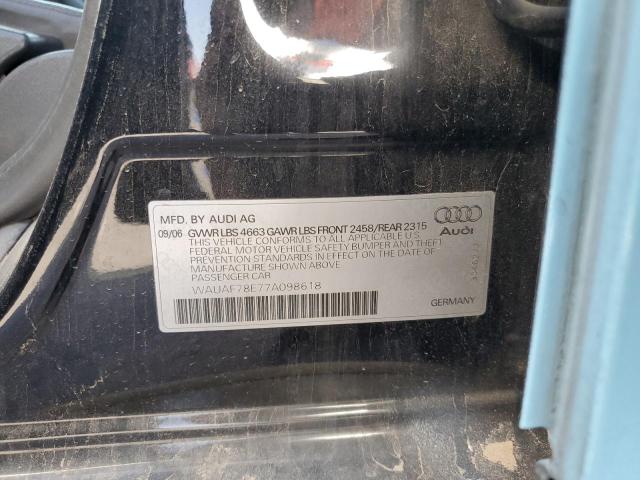 MFD. BY AUDI AG
09/06 GVWR LBS 4663 GAWR LBS FRONT 2458/REAR 2315
THIS VEHICLE CONFORMS TO ALL APPLICABLE U.S.
FEDERAL MOTOR VEHICLE SAFETY BUMPER AND THEFT
PREVENTION STANDARDS IN EFFECT ON THE DATE OF
MANUFACTURE SHOWN ABOVE
PASSENGER CAR
WAUAF78E77A098618
Audi
GERMANY